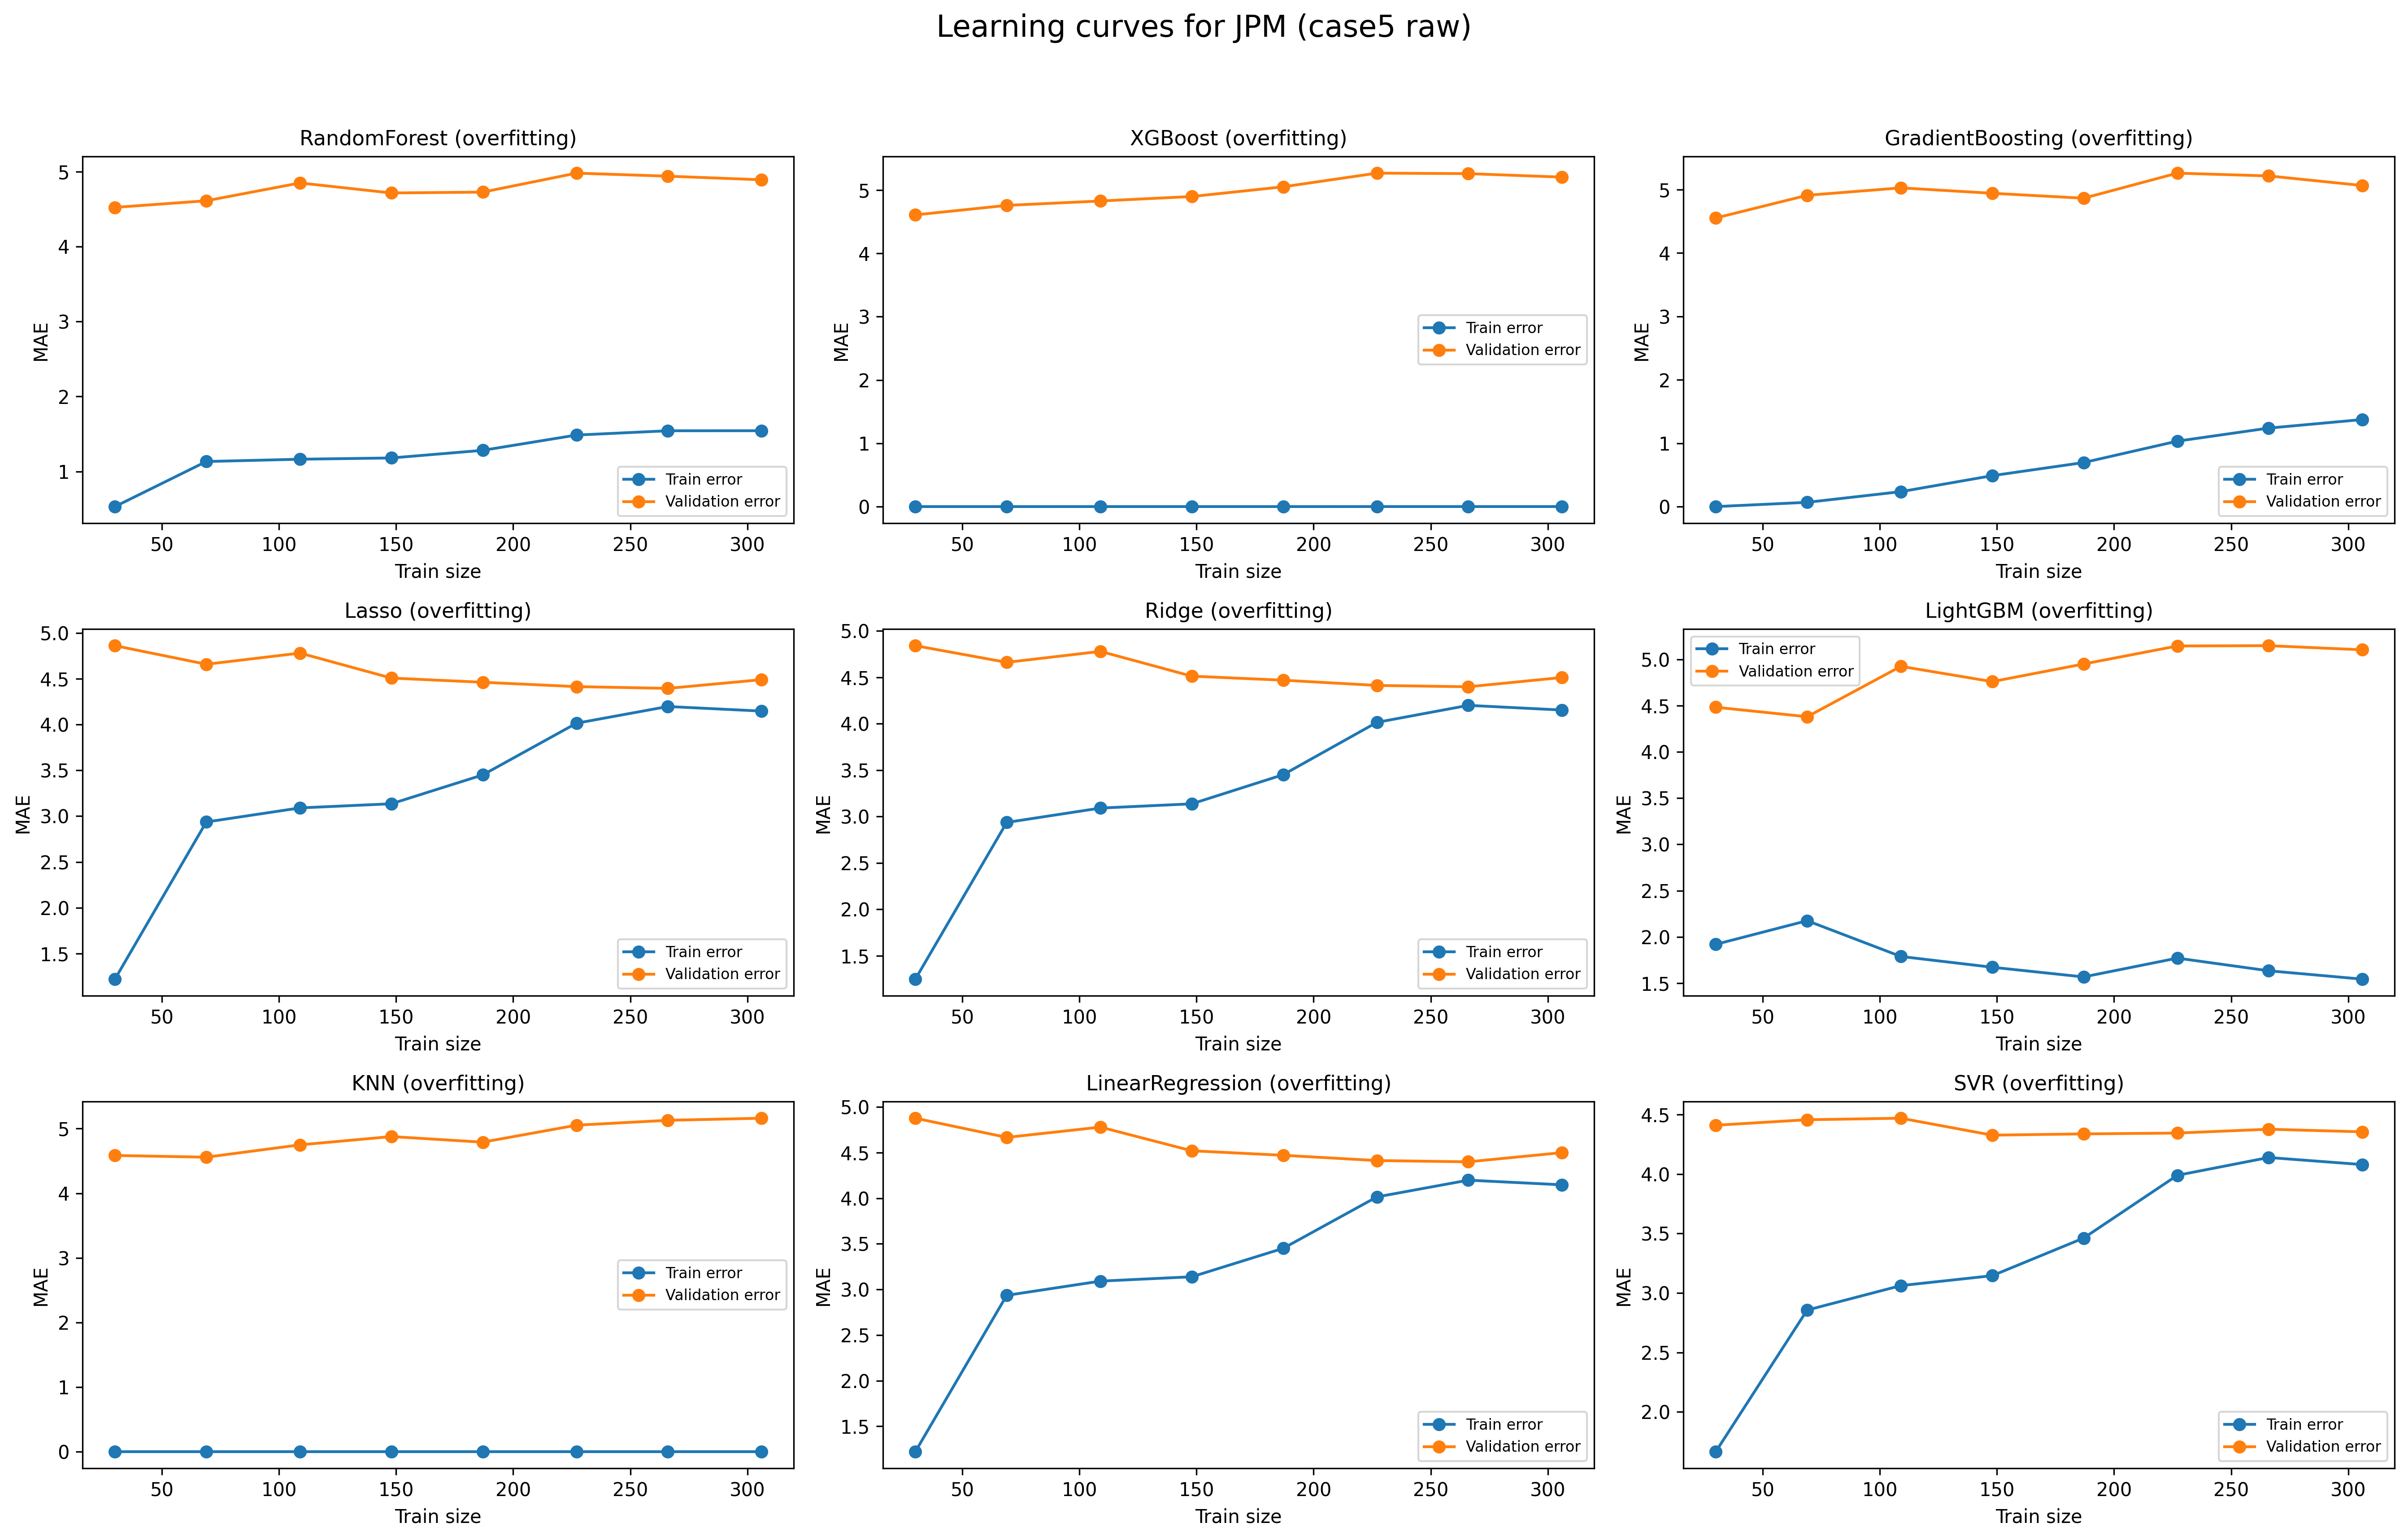 Learning curves for JPM (case5 raw)
RandomForest (overfitting)
5
4
3
2
1
MAE
Train error
Validation error
50 100 150 200 250 300
Train size
XGBoost (overfitting)
5
4
3
2
1
0
MAE
Train error
Validation error
50 100 150 200 250 300
Train size
GradientBoosting (overfitting)
5
4
3
2
1
0
MAE
Train error
Validation error
50 100 150 200 250 300
Train size
Lasso (overfitting)
5.0
4.5
4.0
3.5
3.0
2.5
2.0
1.5
MAE
Train error
Validation error
50 100 150 200 250 300
Train size
Ridge (overfitting)
5.0
4.5
4.0
3.5
3.0
2.5
2.0
1.5
MAE
Train error
Validation error
50 100 150 200 250 300
Train size
LightGBM (overfitting)
Train error
Validation error
5.0
4.5
4.0
3.5
3.0
2.5
2.0
1.5
MAE
50 100 150 200 250 300
Train size
KNN (overfitting)
5
4
3
2
1
0
MAE
Train error
Validation error
50 100 150 200 250 300
Train size
LinearRegression (overfitting)
5.0
4.5
4.0
3.5
3.0
2.5
2.0
1.5
MAE
Train error
Validation error
50 100 150 200 250 300
Train size
SVR (overfitting)
4.5
4.0
3.5
3.0
2.5
2.0
MAE
Train error
Validation error
50 100 150 200 250 300
Train size